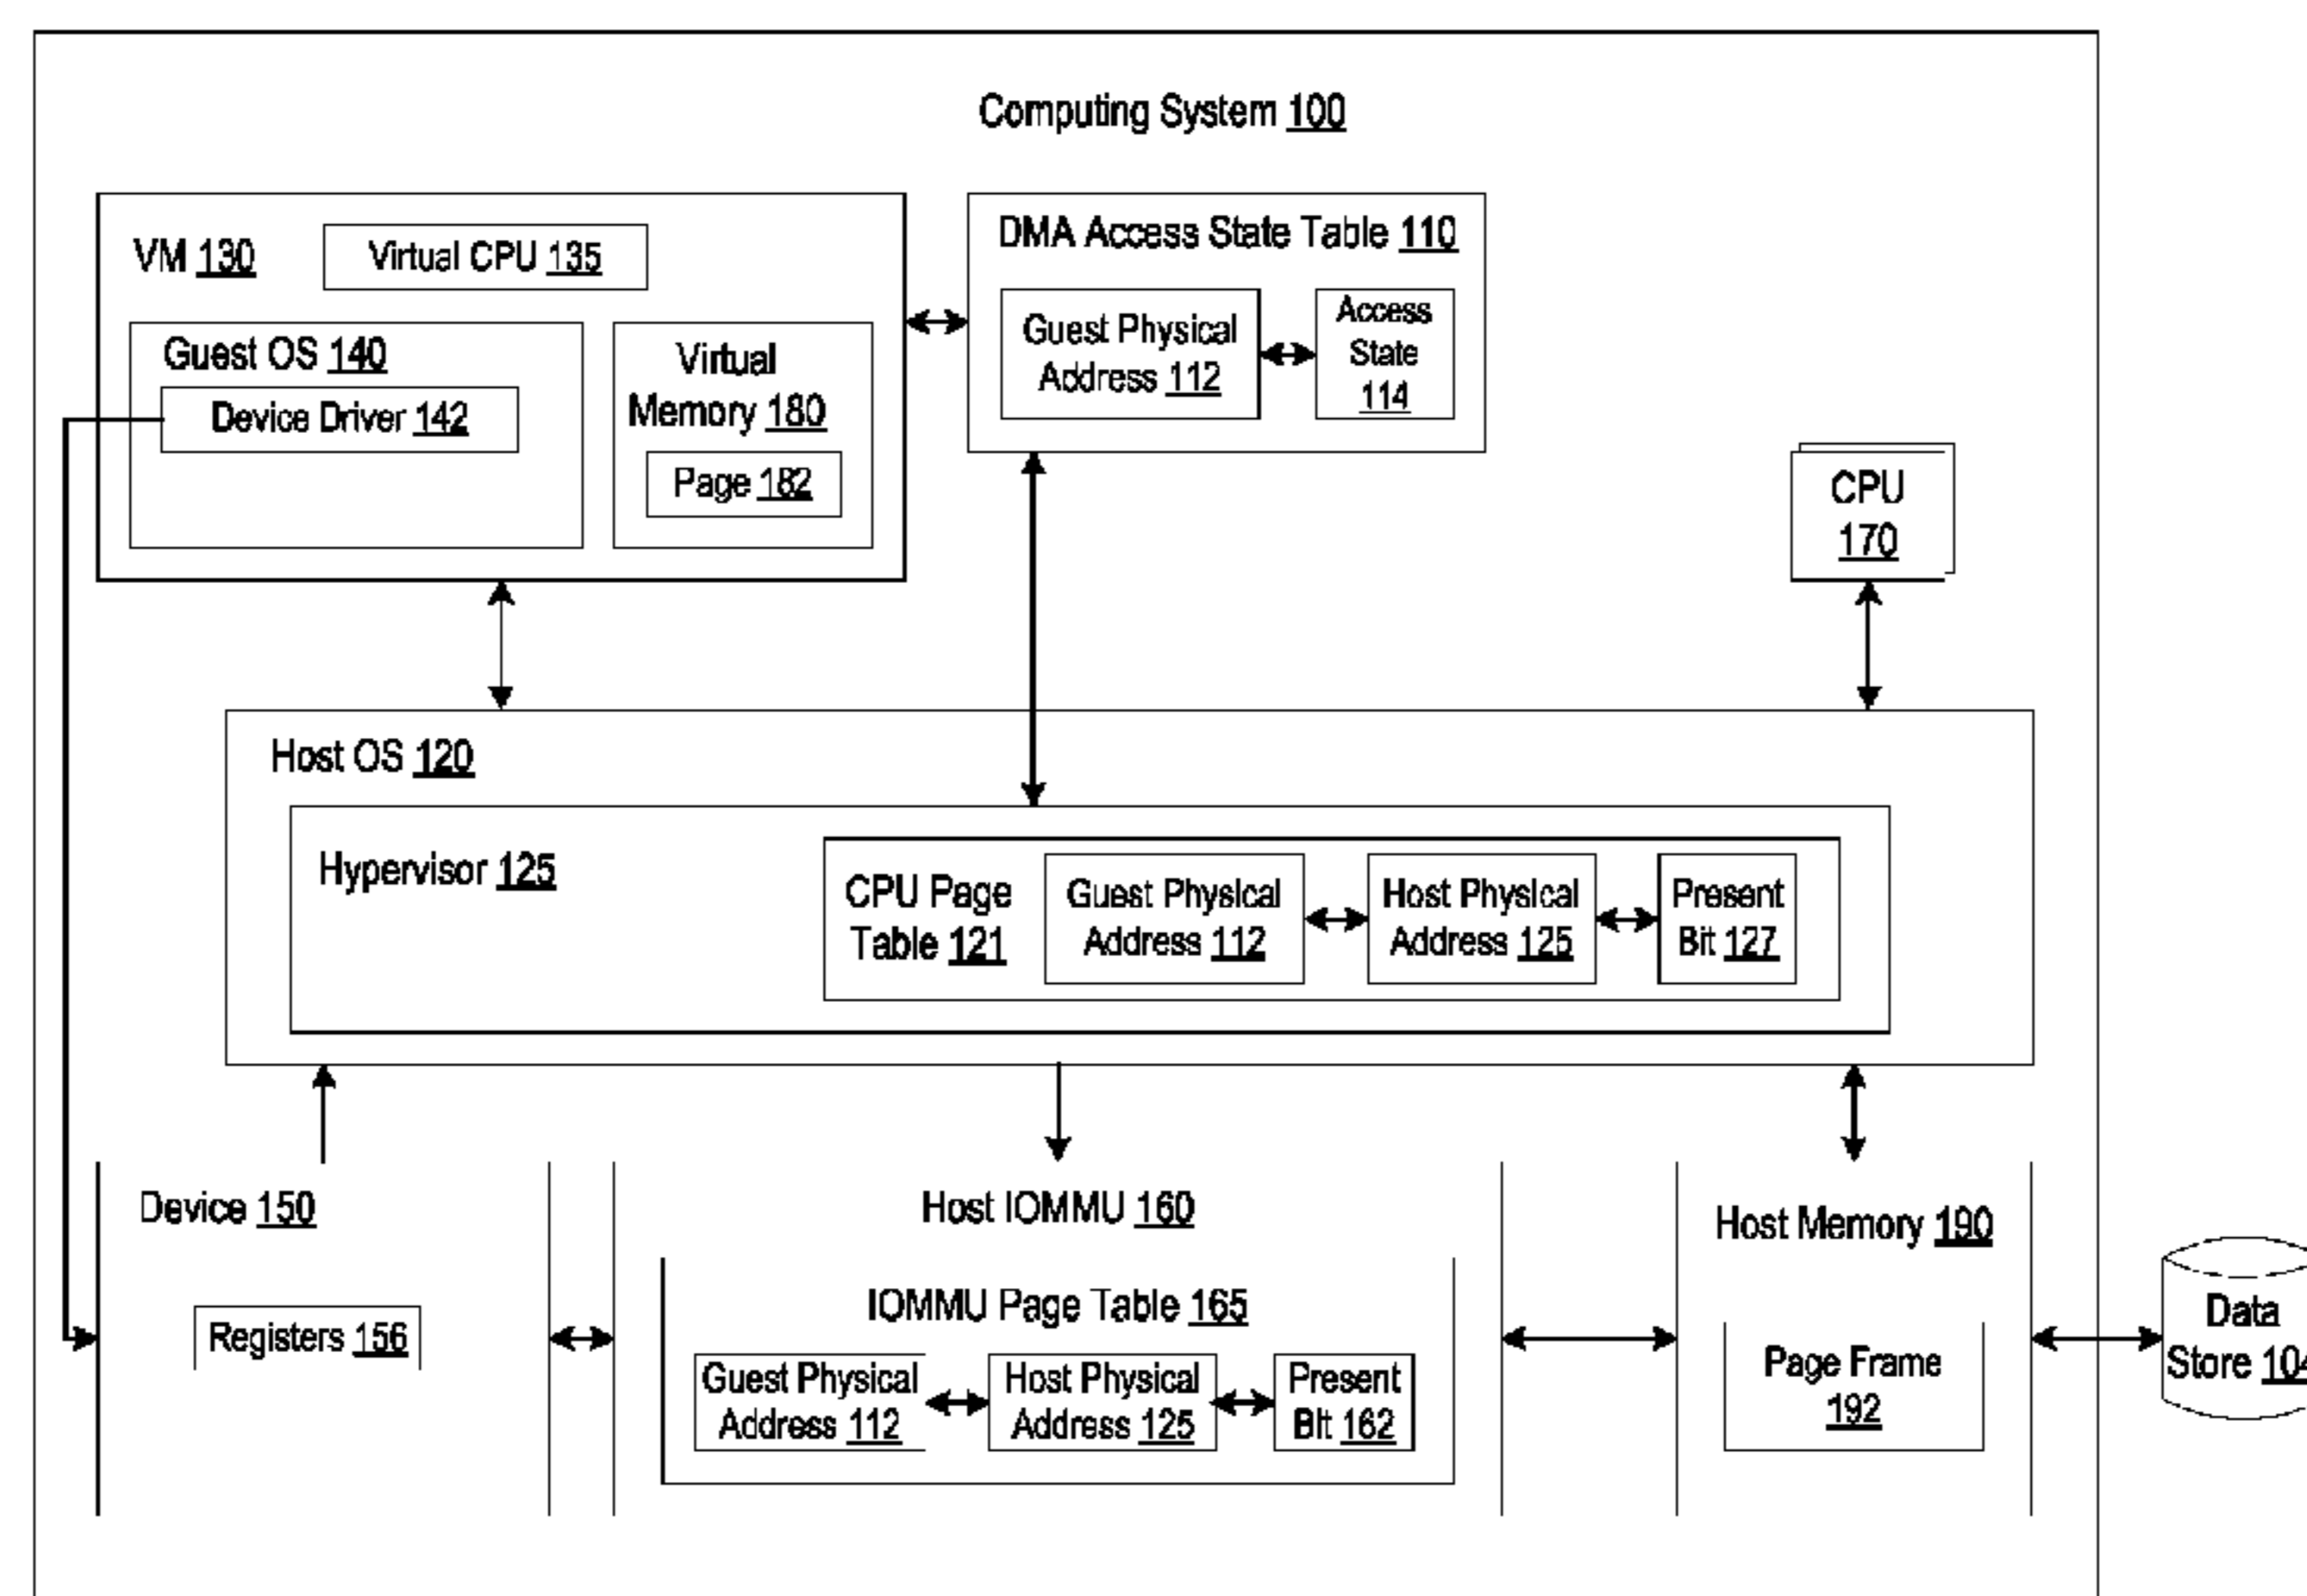 Computing System 100
VM 130
Virtual CPU 135
Guest OS 140
Device Driver 142
Virtual
Memory 180
Page 182
DMA Access State Table 110
Guest Physical
Address 112
Access
State
114
CPU
170
Host OS 120
Hypervisor 125
CPU Page
Table 121
Guest Physical
Address 112
Host Physical
Address 125
Present
Bit 127
Device 150
Registers 156
Host IOMMU 160
IOMMU Page Table 165
Guest Physical
Address 112
Host Physical
Address 125
Present
Bit 162
Host Memory 190
Page Frame
192
Data
Store 104